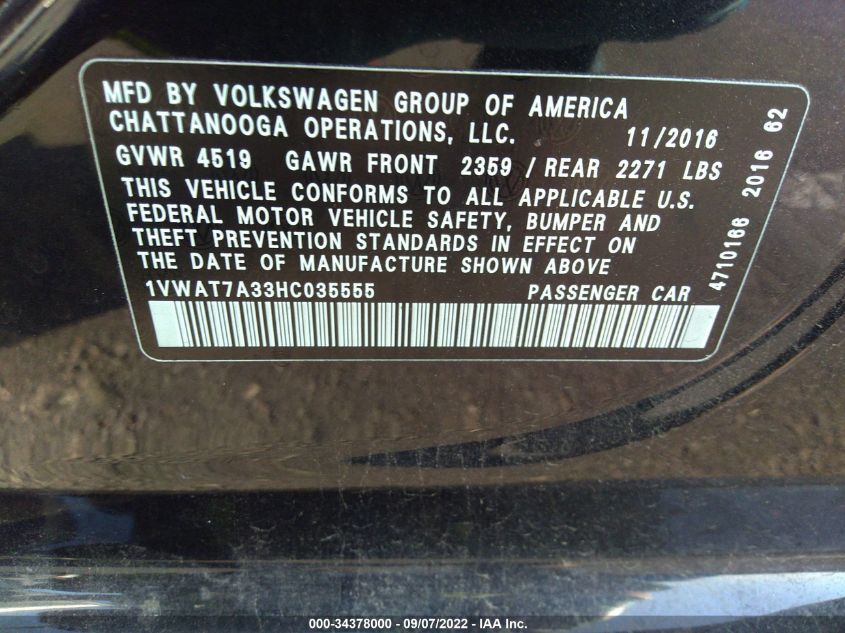 MFD BY VOLKSWAGEN GROUP OF AMERICA
CHATTANOOGA OPERATIONS, LLC. 11/2016
GVWR 4519 GAWR FRONT 2359 / REAR 2271 LBS
THIS VEHICLE CONFORMS TO ALL APPLICABLE U.S.
FEDERAL MOTOR VEHICLE SAFETY, BUMPER AND
THEFT PREVENTION STANDARDS IN EFFECT ON
THE DATE OF MANUFACTURE SHOWN ABOVE
1VWAT7A33HC035555 PASSENGER CAR
4710166 2016 62
000-34378000 - 09/07/2022 - IAA Inc.